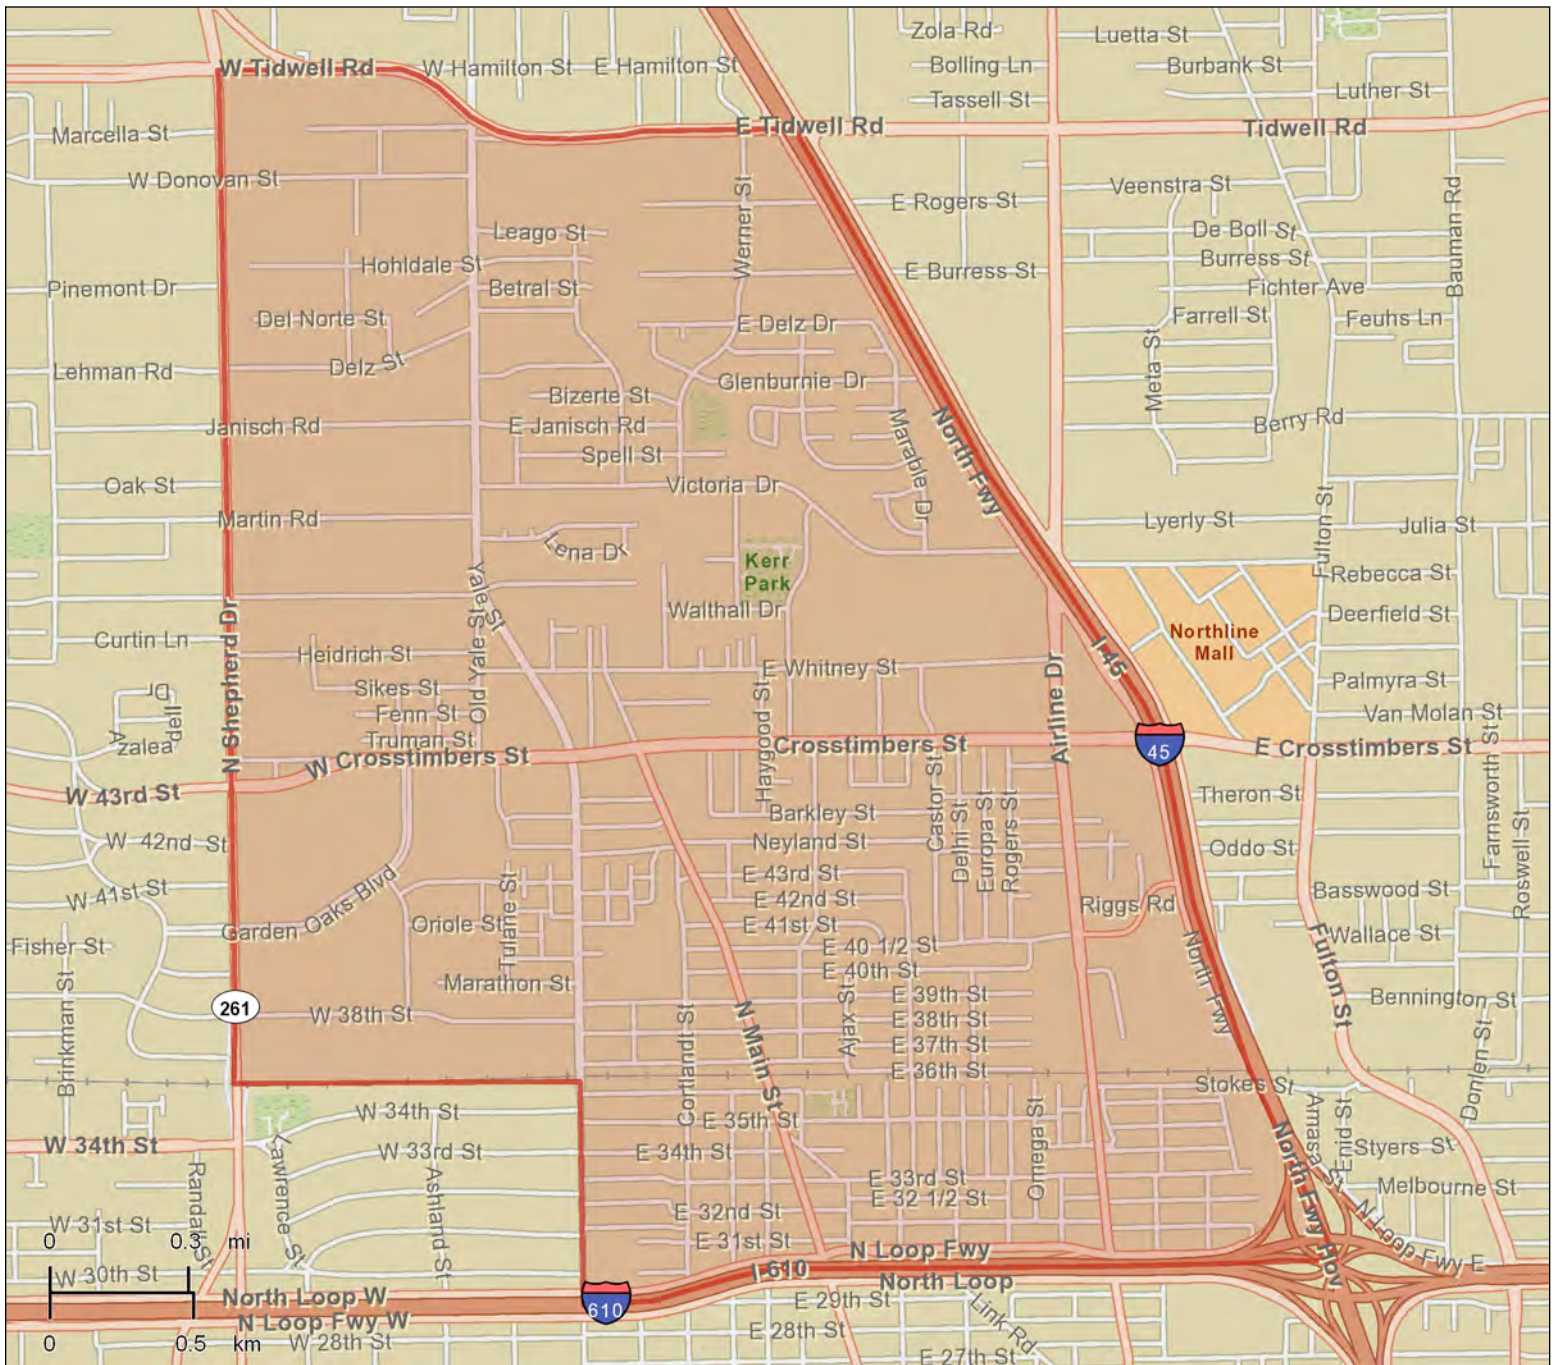 Zola Rd
Luetta St
W Tidwell Rd
W Hamilton St
E Hamilton St
Bolling Ln
Burbank St
Tassell St
Luther St
Marcella St
E Tidwell Rd
Tidwell Rd
W Donovan St
Werner St
E Rogers St
Veenstra St
Bauman Rd
Leago St
De Boll St
Hohldale St
E Burress St
Burress St
Pinemont Dr
Betral St
Fichter Ave
Del Norte St
E Delz Dr
Farrell St
Feuhs Ln
Lehman Rd
Delz St
Glenburnie Dr
Meta St
Bizerte St
Janisch Rd
E Janisch Rd
Marable Dr
North Fwy
Berry Rd
Spell St
Oak St
Victoria Dr
Martin Rd
Lyerly St
Fulton St
Julia St
Lena Dr
Kerr
Park
Rebecca St
N Shepherd Dr
Yale St
Old Yale St
Walthall Dr
Deerfield St
Curtin Ln
Northline
Mall
Heidrich St
E Whitney St
I 45
Sikes St
Palmyra St
Azalea
dell
Dr
Fenn St
Haygood St
Airline Dr
Van Molan St
Truman St
W Crosstimbers St
Crosstimbers St
45
E Crosstimbers St
W 43rd St
Theron St
Farnsworth St
Barkley St
Castor St
Delhi St
Europa St
Rogers St
Roswell St
W 42nd St
Neyland St
Oddo St
W 41st St
E 43rd St
Basswood St
Garden Oaks Blvd
Tulane St
E 42nd St
Riggs Rd
Oriole St
E 41st St
Fisher St
E 40 1/2 St
Wallace St
Brinkman St
Marathon St
E 40th St
North Fwy
Fulton St
261
E 39th St
Bennington St
W 38th St
N Main St
Ajax St
E 38th St
Cortlandt St
E 37th St
Donlen St
E 36th St
Stokes St
W 34th St
E 35th St
Omega St
Amasa St
Enid St
W 34th St
W 33rd St
E 34th St
North Fwy Hov
Styers St
Randall St
Lawrence St
Ashland St
E 33rd St
E 32 1/2 St
Melbourne St
W 31st St
E 32nd St
N Loop Fwy E
0
0.3
mi
E 31st St
N Loop Fwy
W 30th St
I 610
North Loop
North Loop W
610
E 29th St
Link Rd
N Loop Fwy W
0
0.5
km
W 28th St
E 28th St
E 27th St